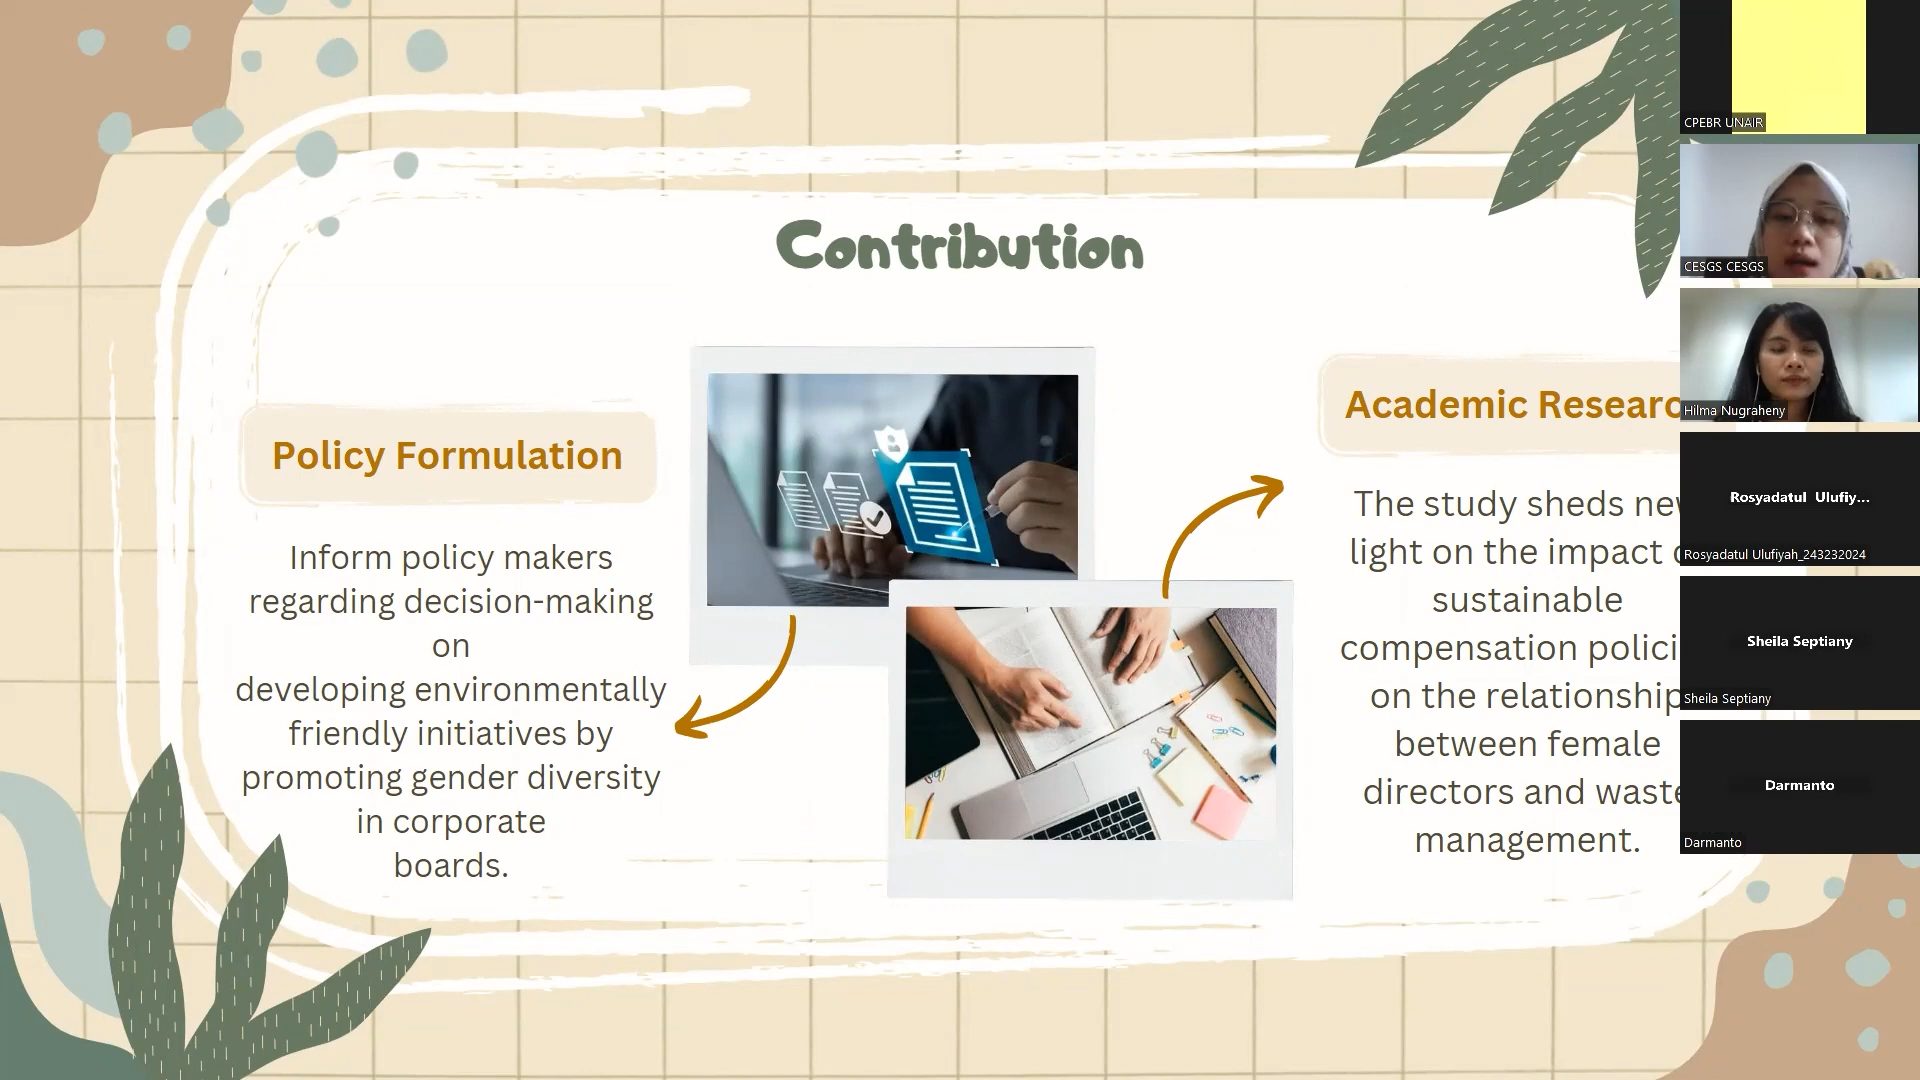 Contribution
Policy Formulation
Inform policy makers
regarding decision-making
on
developing environmentally
friendly initiatives by
promoting gender diversity
in corporate
boards.
Academic Researc
The study sheds new
light on the impact
sustainable
compensation polici
on the relationship
between female
directors and waste
management.
CPEBR UNAIR
CESGS CESGS
Hilma Nugraheny
Rosyadatul Ulufiy...
Rosyadatul Ulufiyah_243232024
Sheila Septiany
Sheila Septiany
Darmanto
Darmanto